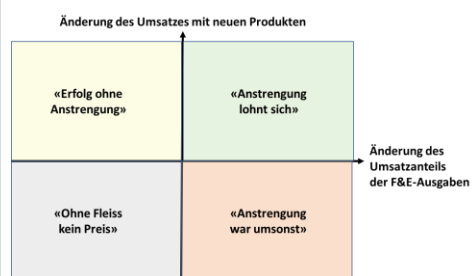 Änderung des Umsatzes mit neuen Produkten
«Erfolg ohne
Anstrengung»
«Anstrengung
lohnt sich»
Änderung des
Umsatzanteils
der F&E-Ausgaben
«Ohne Fleiss
kein Preis»
«Anstrengung
war umsonst»